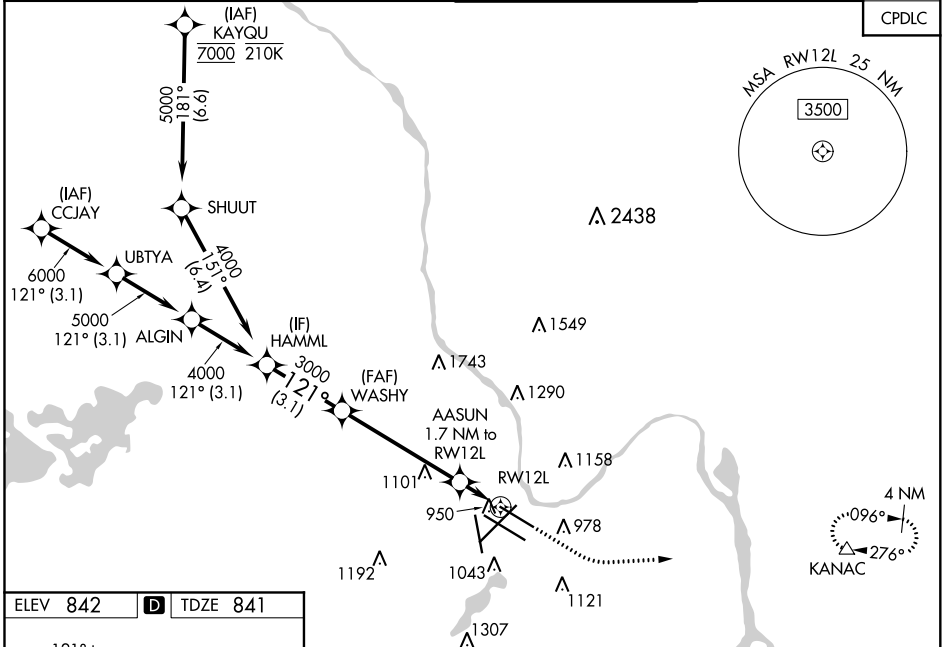 CPDLC
(IAF)
KAYQU
7000 210K
MSA RW12L 25 NM
3500
5000
181°
(6.6)
(IAF)
CCJAY
SHUUT
2438
UBTYA
4000
151°
(6.4)
6000
121° (3.1)
5000
121° (3.1)
ALGIN
(IF)
HAMML
1549
4000
121° (3.1)
3000
121°
(3.1)
(FAF)
WASHY
1743
1290
AASUN
1.7 NM to
RW12L
1101
RW12L
1158
950
978
4 NM
096°
276°
KANAC
1192
1043
1121
ELEV 842 D TDZE 841
1307